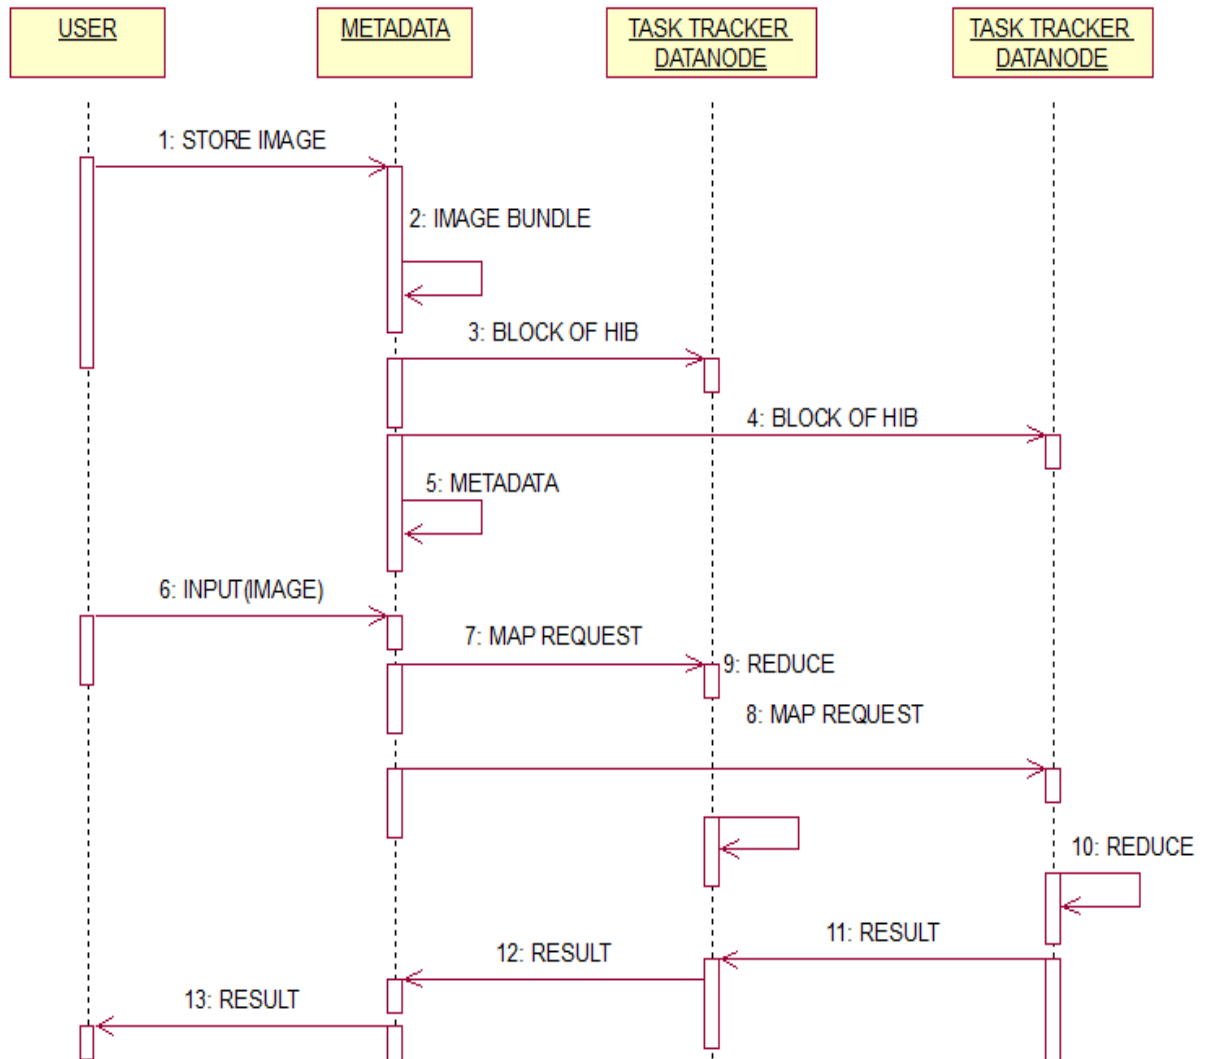 USER
METADATA
TASK TRACKER
DATANODE
TASK TRACKER
DATANODE
1: STORE IMAGE
2: IMAGE BUNDLE
3: BLOCK OF HIB
4: BLOCK OF HIB
5: METADATA
6: INPUT(IMAGE)
7: MAP REQUEST
9: REDUCE
8: MAP REQUEST
10: REDUCE
11: RESULT
12: RESULT
13: RESULT